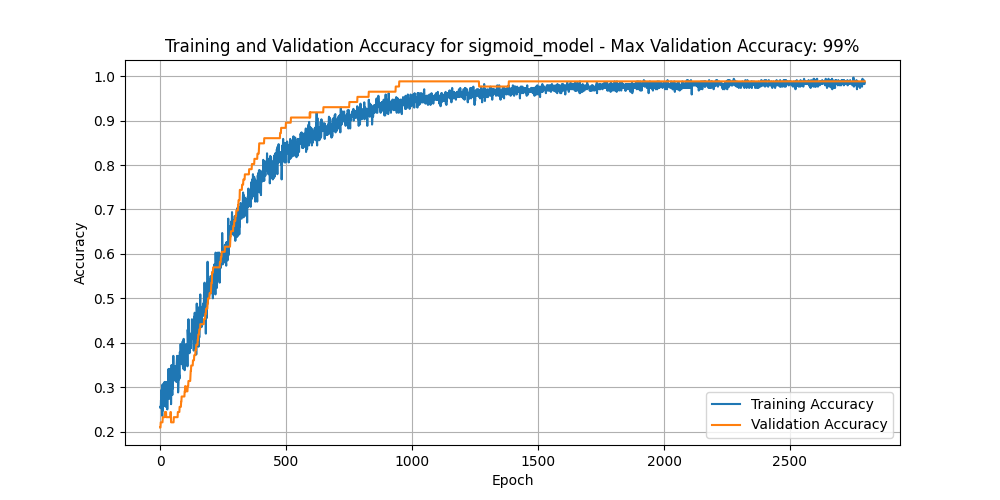 Training and Validation Accuracy for sigmoid_model - Max Validation Accuracy: 99%
1.0
0.9
0.8
0.7
0.6
0.5
0.4
0.3
0.2
Accuracy
0 500 1000 1500 2000 2500
Epoch
Training Accuracy
Validation Accuracy